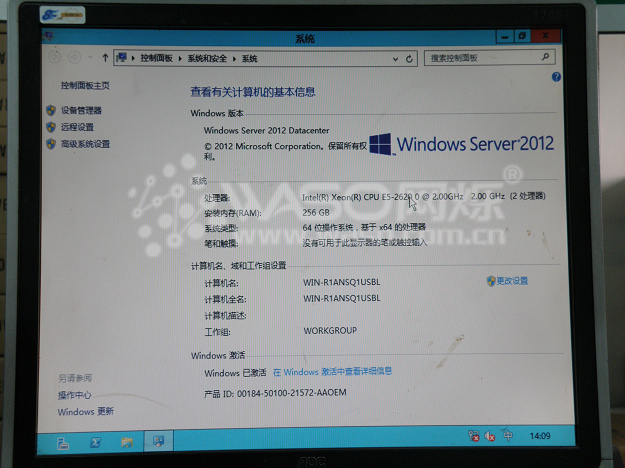 系统
控制面板 ▸ 系统和安全 ▸ 系统
搜索控制面板
控制面板主页
设备管理器
远程设置
高级系统设置
查看有关计算机的基本信息
Windows 版本
Windows Server 2012 Datacenter
© 2012 Microsoft Corporation。保留所有权
利。
Windows Server 2012
系统
处理器: Intel(R) Xeon(R) CPU E5-2620 0 @ 2.00GHz 2.00 GHz (2 处理器)
安装内存(RAM): 256 GB
系统类型: 64 位操作系统，基于 x64 的处理器
笔和触摸: 没有可用于此显示器的笔或触控输入
WASO网烁®
www.waso.com.cn
计算机名、域和工作组设置
计算机名: WIN-R1ANSQ1USBL
更改设置
计算机全名: WIN-R1ANSQ1USBL
计算机描述:
工作组: WORKGROUP
Windows 激活
Windows 已激活 在 Windows 激活中查看详细信息
产品 ID: 00184-50100-21572-AAOEM
另请参阅
操作中心
Windows 更新
中
14:09
AOC